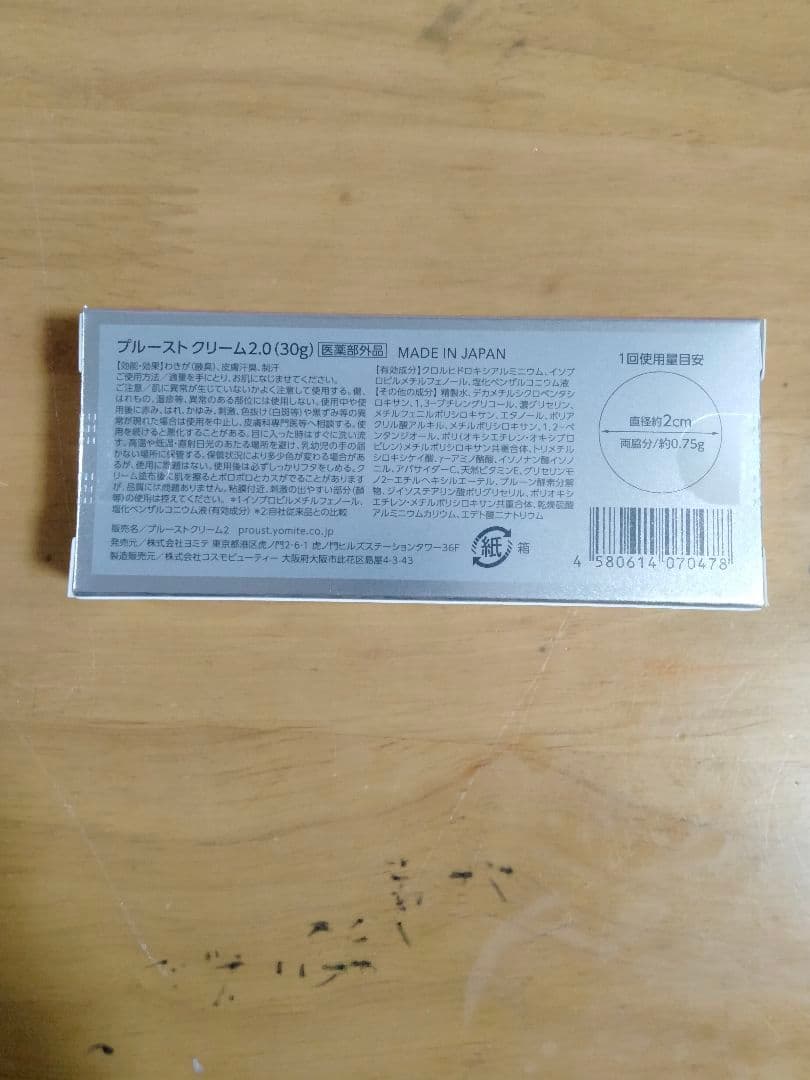 プルースト クリーム2.0(30g) 医薬部外品 MADE IN JAPAN
【効能・効果】わきが(腋臭)、皮膚汗臭、制汗
ご使用方法／適量を手にとり、お肌になじませてください。
ご注意／肌に異常が生じていないかよく注意して使用する。傷、
はれもの、湿疹等、異常のある部位には使用しない。使用中や使
用後に赤み、はれ、かゆみ、刺激、色抜け(白斑等)や黒ずみ等の異
常が現れた場合は使用を中止し、皮膚科専門医等へ相談する。使
用を続けると悪化することがある。目に入った時はすぐに洗い流
す。高温や低温・直射日光のあたる場所を避け、乳幼児の手の届
かない場所に保管する。保管状況により多少色が変わる場合があ
るが、使用に問題はない。使用後は必ずしっかりフタをしめる。ク
リーム塗布後に肌を擦るとポロポロとカスがでることがあります
が、品質には問題ありません。粘膜付近、刺激の出やすい部分(顔
等)の使用は控えてください。 *1:イソプロピルメチルフェノール、
塩化ベンザルコニウム液(有効成分) *2:自社従来品との比較
【有効成分】クロルヒドロキシアルミニウム、イソプ
ロピルメチルフェノール、塩化ベンザルコニウム液
【その他の成分】精製水、デカメチルシクロペンタシ
ロキサン、1,3-ブチレングリコール、濃グリセリン、
メチルフェニルポリシロキサン、エタノール、ポリア
クリル酸アルキル、メチルポリシロキサン、1,2-ペ
ンタンジオール、ポリ(オキシエチレン・オキシプロ
ピレン)・メチルポリシロキサン共重合体、トリメチル
シロキシケイ酸、γ-アミノ酪酸、イソノナン酸イソノ
ニル、アバサイダーC、天然ビタミンE、グリセリンモ
ノ2-エチルヘキシルエーテル、プルーン酵素分解
物、ジイソステアリン酸ポリグリセリル、ポリオキシ
エチレン・メチルポリシロキサン共重合体、乾燥硫酸
アルミニウムカリウム、エデト酸二ナトリウム
1回使用量目安
直径約2cm
両脇分/約0.75g
販売名／プルーストクリーム2 proust.yomite.co.jp
発売元／株式会社ヨミテ 東京都港区虎ノ門2-6-1 虎ノ門ヒルズステーションタワー36F
製造販売元／株式会社コスモビューティー 大阪府大阪市此花区島屋4-3-43
紙 箱
4 580614 070478